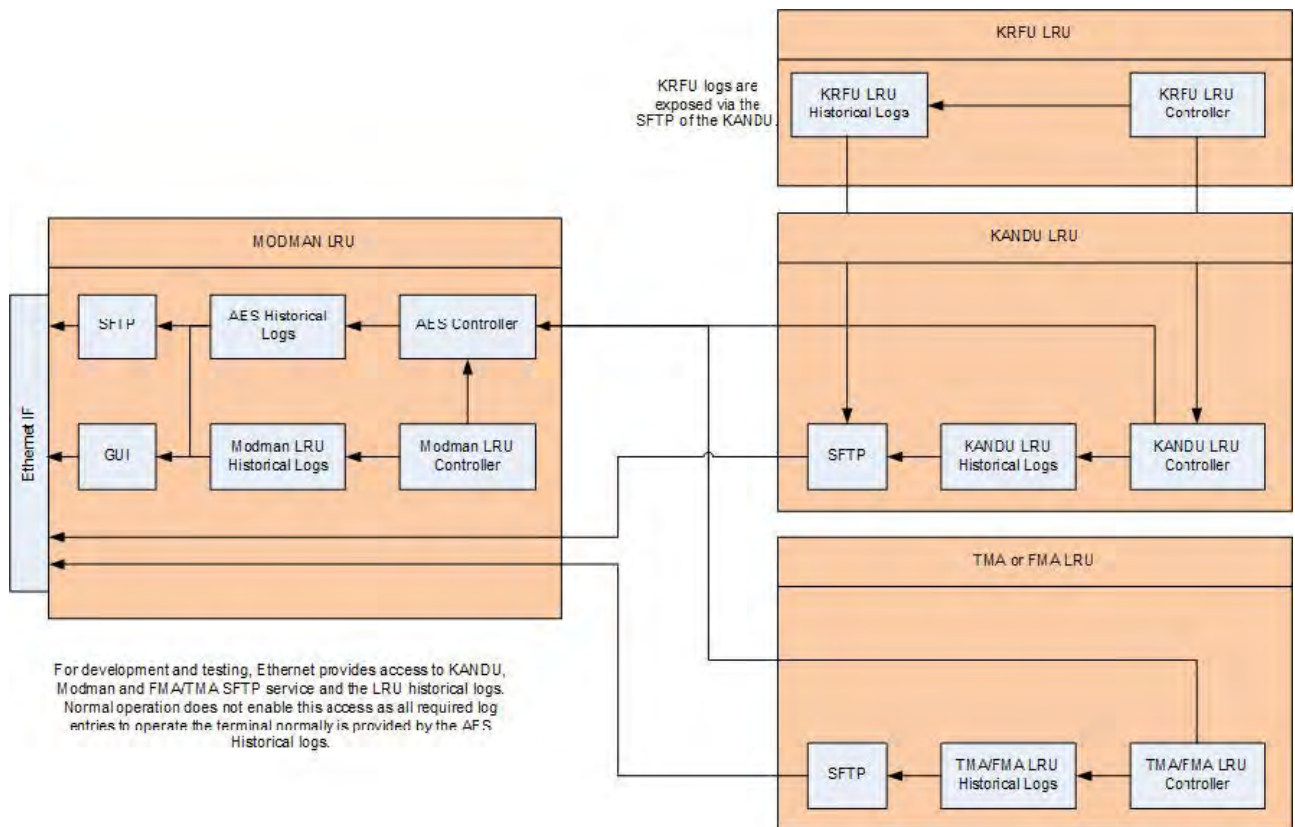 KRFU LRU
KRFU logs are
exposed via the
SFTP of the KANDU.
KRFU LRU
Historical Logs
KRFU LRU
Controller
MODMAN LRU
KANDU LRU
Ethernet IF
SFTP
AES Historical
Logs
AES Controller
GUI
Modman LRU
Historical Logs
Modman LRU
Controller
SFTP
KANDU LRU
Historical Logs
KANDU LRU
Controller
TMA or FMA LRU
For development and testing, Ethernet provides access to KANDU,
Modman and FMA/TMA SFTP service and the LRU historical logs.
Normal operation does not enable this access as all required log
entries to operate the terminal normally is provided by the AES
Historical logs.
SFTP
TMA/FMA LRU
Historical Logs
TMA/FMA LRU
Controller